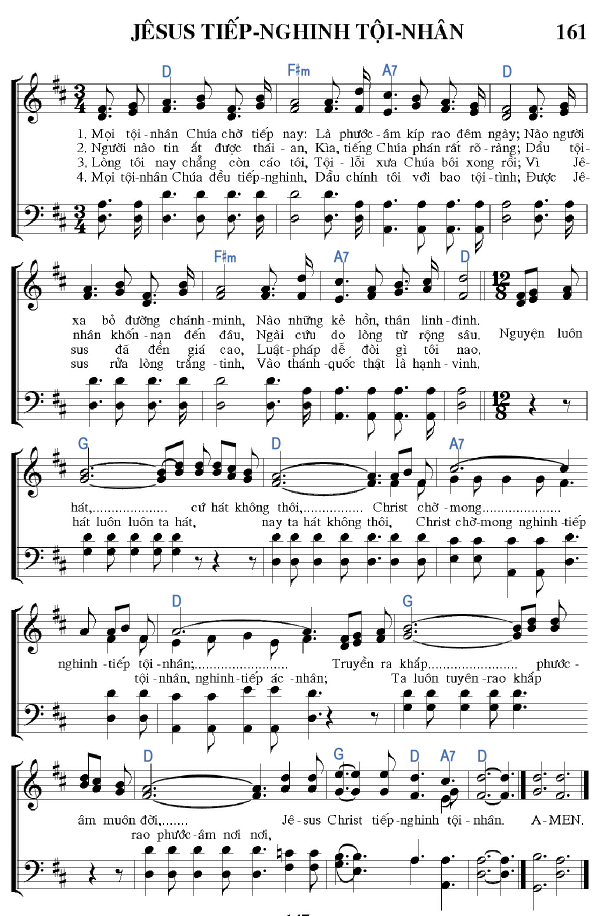 JÊSUS TIẾP-NGHINH TỘI-NHÂN 161
D F#m A7 D
1. Mọi tội-nhân Chúa chờ tiếp nay: Là phước-âm kíp rao đêm ngày; Nào người
2. Người nào tin ắt được thái-an, Kìa, tiếng Chúa phán rất rõ-ràng; Dẫu tội-
3. Lòng tôi nay chẳng còn cáo tôi, Tội-lỗi xưa Chúa bôi xong rồi; Vì Jê-
4. Mọi tội-nhân Chúa đều tiếp-nghinh, Dẫu chính tôi với bao tội-tình; Được Jê-
F#m A7 D
xa bỏ đường chánh-minh, Nào những kẻ hồn, thân linh-đinh.
nhân khốn-nạn đến đâu, Ngài cứu do lòng từ rộng sâu. Nguyện luôn
sus đã đền giá cao, Luật-pháp dễ đòi gì tôi nao,
sus rửa lòng trắng-tinh, Vào thánh-quốc thật là hạnh-vinh,
G D A7
hát,................ cứ hát không thôi,................ Christ chờ-mong................
hát luôn luôn ta hát, nay ta hát không thôi, Christ chờ-mong nghinh-tiếp
D G
nghinh-tiếp tội-nhân;..................... Truyền ra khắp..................... phước-
tội-nhân, nghinh-tiếp ác-nhân; Ta luôn tuyên-rao khắp
D G D A7 D
âm muôn đời,....... Jê-sus Christ tiếp-nghinh tội-nhân. A-MEN.
rao phước-âm nơi nơi,